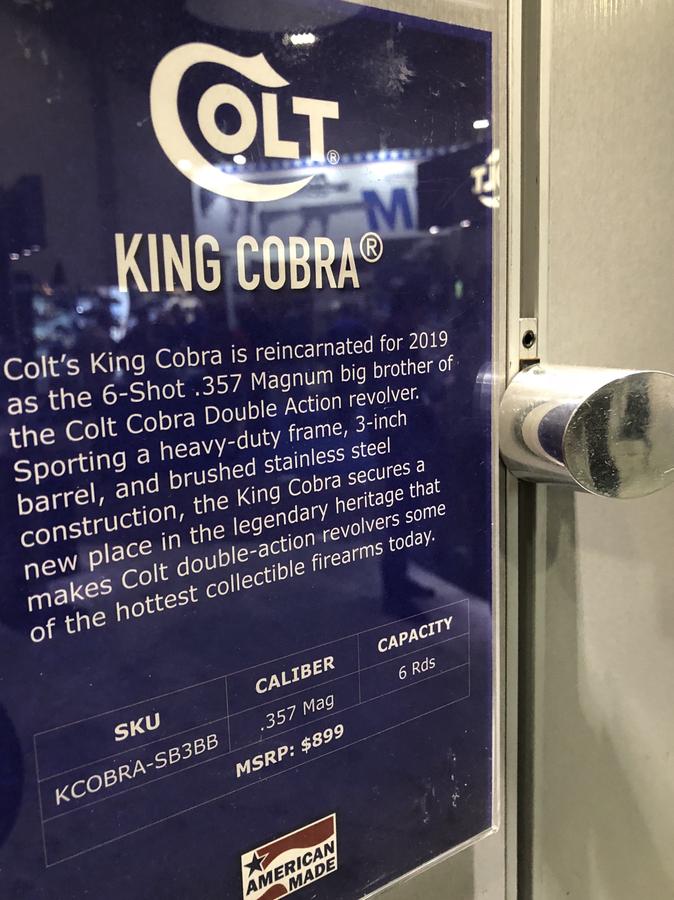 COLT®
KING COBRA®
Colt's King Cobra is reincarnated for 2019
as the 6-Shot .357 Magnum big brother of
the Colt Cobra Double Action revolver.
Sporting a heavy-duty frame, 3-inch
barrel, and brushed stainless steel
construction, the King Cobra secures a
new place in the legendary heritage that
makes Colt double-action revolvers some
of the hottest collectible firearms today.
SKU CALIBER CAPACITY
KCOBRA-SB3BB .357 Mag 6 Rds
MSRP: $899
AMERICAN
MADE
M